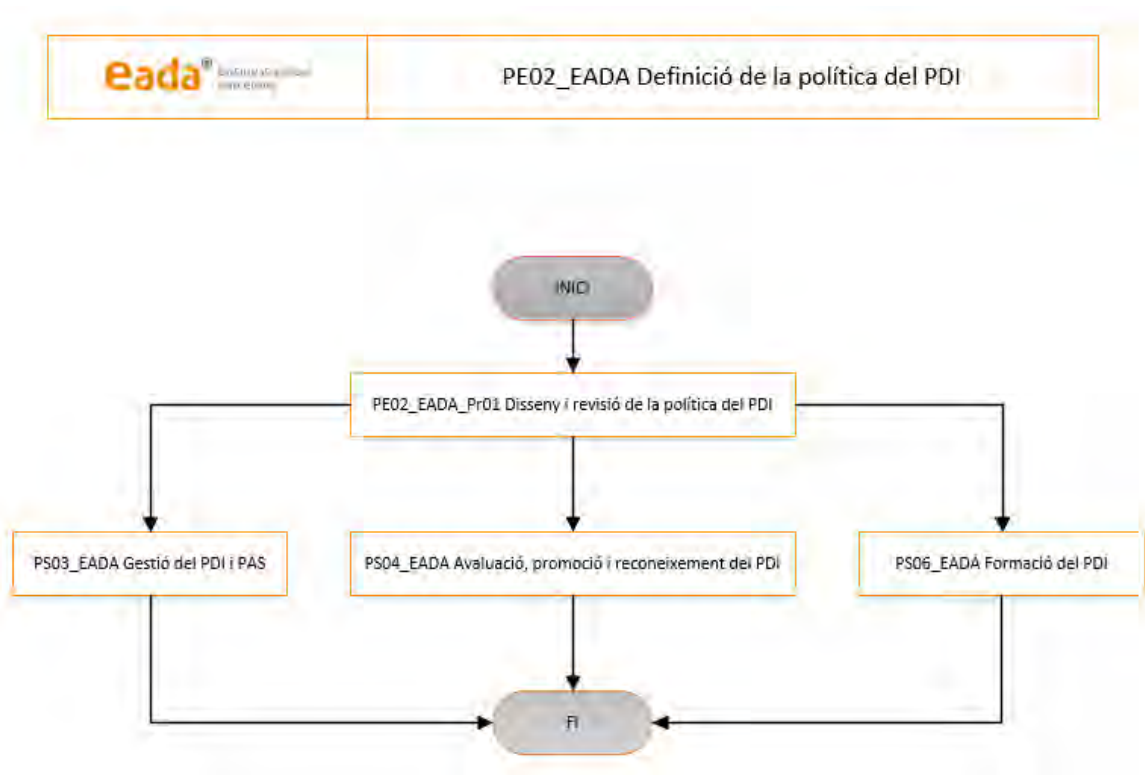 eada®
PE02_EADA Definició de la política del PDI
INICI
PE02_EADA_Pr01 Disseny i revisió de la política del PDI
PS03_EADA Gestió del PDI i PAS
PS04_EADA Avaluació, promoció i reconeixement del PDI
PS06_EADA Formació del PDI
FI